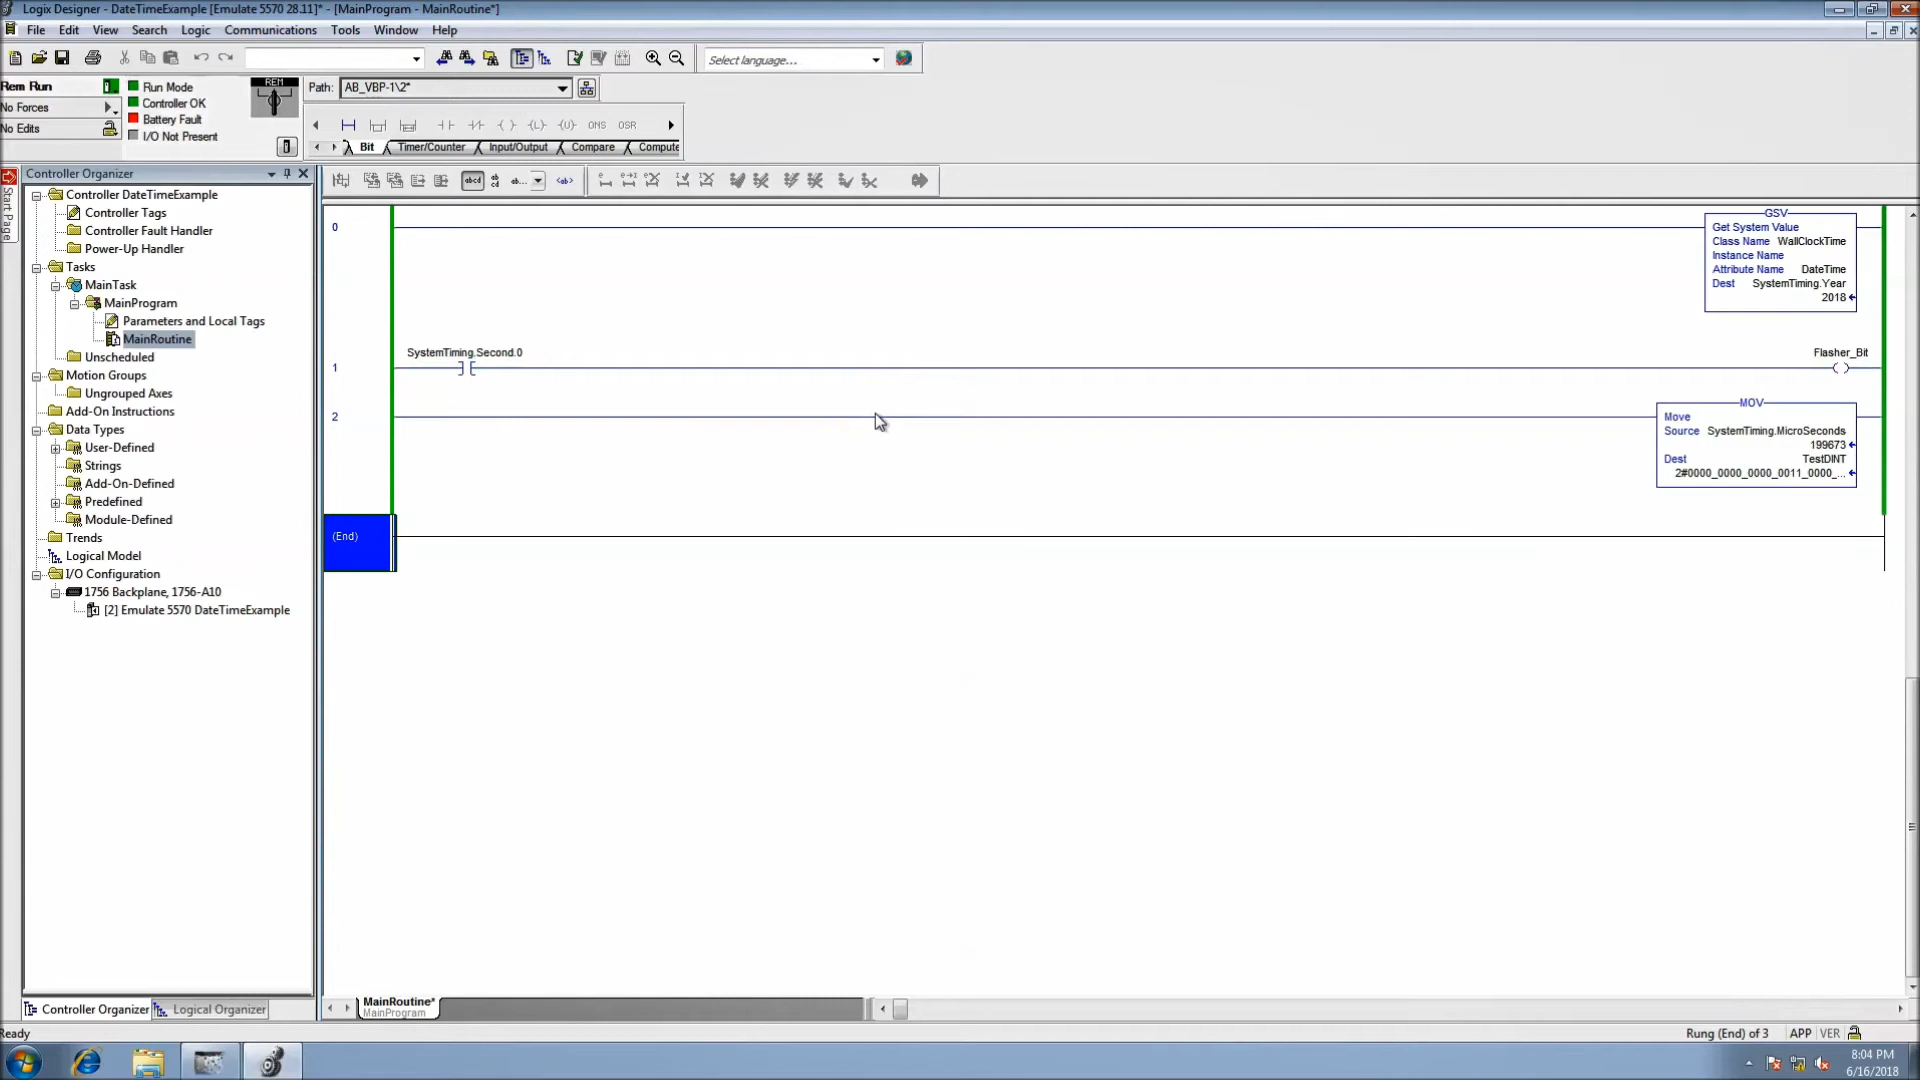 Logix Designer - DateTimeExample [Emulate 5570 28.11]* - [MainProgram - MainRoutine*]
File Edit View Search Logic Communications Tools Window Help
Select language...
Rem Run
No Forces
No Edits
Run Mode
Controller OK
Battery Fault
I/O Not Present
REM
Path: AB_VBP-1\2*
ONS OSR
Bit Timer/Counter Input/Output Compare Compute
Start Page
Controller Organizer
Controller DateTimeExample
Controller Tags
Controller Fault Handler
Power-Up Handler
Tasks
MainTask
MainProgram
Parameters and Local Tags
MainRoutine
Unscheduled
Motion Groups
Ungrouped Axes
Add-On Instructions
Data Types
User-Defined
Strings
Add-On-Defined
Predefined
Module-Defined
Trends
Logical Model
I/O Configuration
1756 Backplane, 1756-A10
[2] Emulate 5570 DateTimeExample
Controller Organizer Logical Organizer
0
GSV
Get System Value
Class Name WallClockTime
Instance Name
Attribute Name DateTime
Dest SystemTiming.Year
2018
SystemTiming.Second.0 Flasher_Bit
1
2
MOV
Move
Source SystemTiming.MicroSeconds
199673
Dest TestDINT
2#0000_0000_0000_0011_0000_...
(End)
MainRoutine*
MainProgram
Ready
Rung (End) of 3 APP VER
8:04 PM
6/16/2018